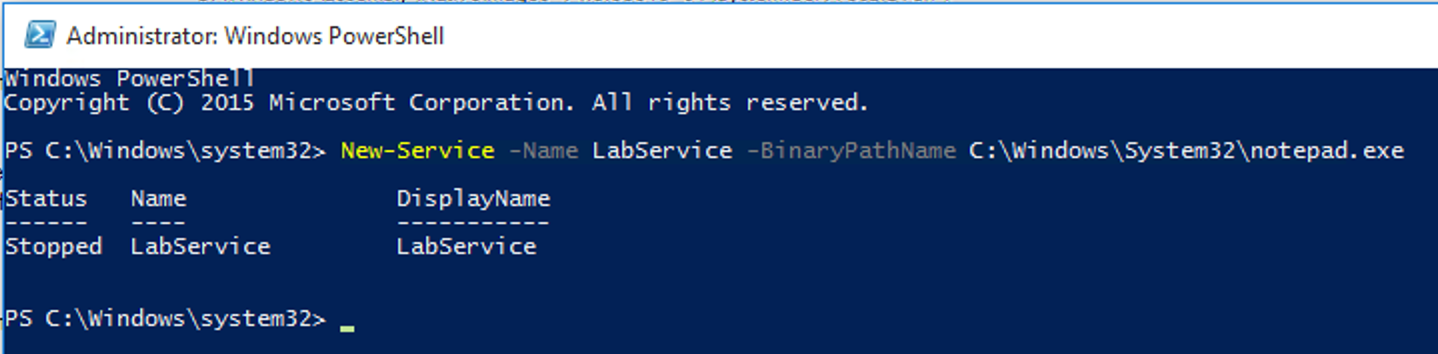 Administrator: Windows PowerShell
Windows PowerShell
Copyright (C) 2015 Microsoft Corporation. All rights reserved.
PS C:\Windows\system32> New-Service -Name LabService -BinaryPathName C:\Windows\System32\notepad.exe
Status   Name               DisplayName
------   ----               -----------
Stopped  LabService         LabService
PS C:\Windows\system32>